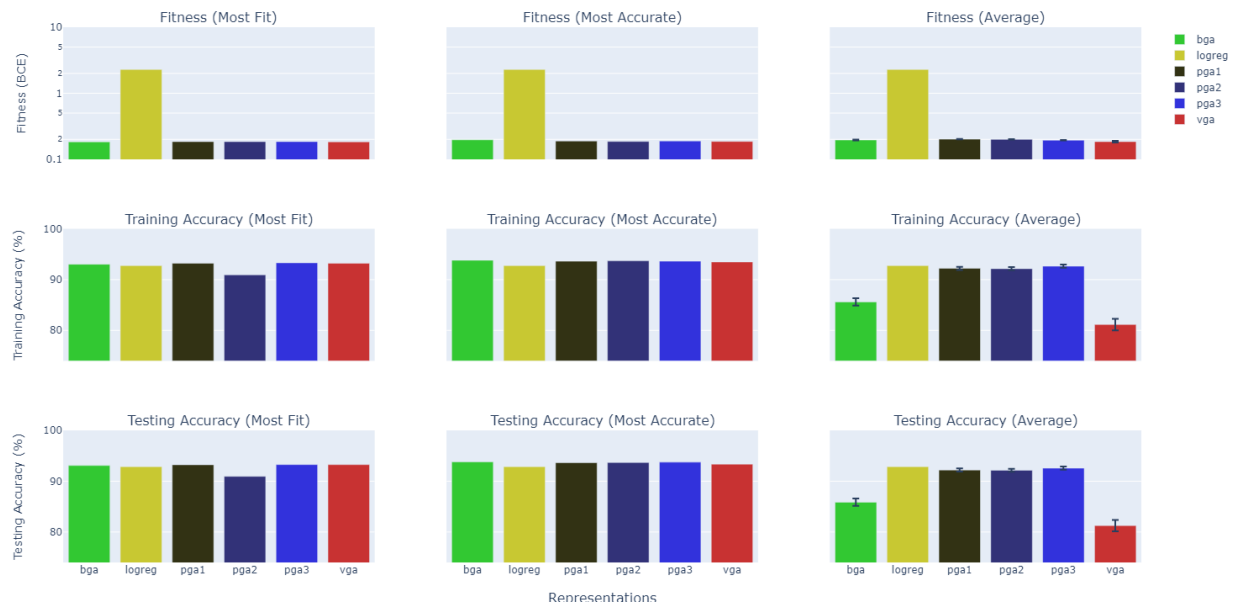 Fitness (Most Fit)
Fitness (Most Accurate)
Fitness (Average)
Fitness (BCE)
10
5
2
1
5
2
0.1
bga
logreg
pga1
pga2
pga3
vga
Training Accuracy (Most Fit)
Training Accuracy (Most Accurate)
Training Accuracy (Average)
Training Accuracy (%)
100
90
80
Testing Accuracy (Most Fit)
Testing Accuracy (Most Accurate)
Testing Accuracy (Average)
Testing Accuracy (%)
100
90
80
bga logreg pga1 pga2 pga3 vga
bga logreg pga1 pga2 pga3 vga
bga logreg pga1 pga2 pga3 vga
Representations